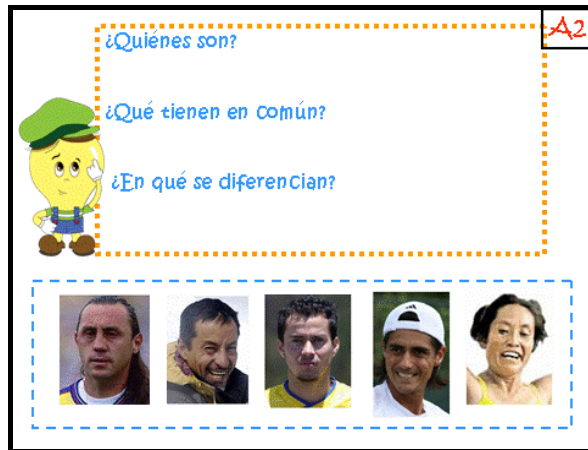 A2
¿Quiénes son?
¿Qué tienen en común?
¿En qué se diferencian?